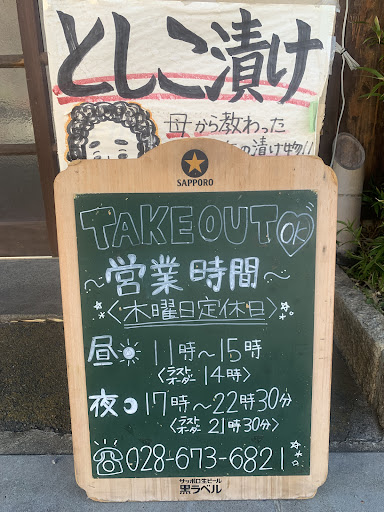 としこ漬け
母から教わった
の漬け物!!
SAPPORO
TAKEOUT OK
〜営業時間〜
〈木曜日定休日〉
昼 11時〜15時
〈ラストオーダー 14時〉
夜 17時〜22時30分
〈ラストオーダー 21時30分〉
☎028-673-6821
サッポロ生ビール
黒ラベル